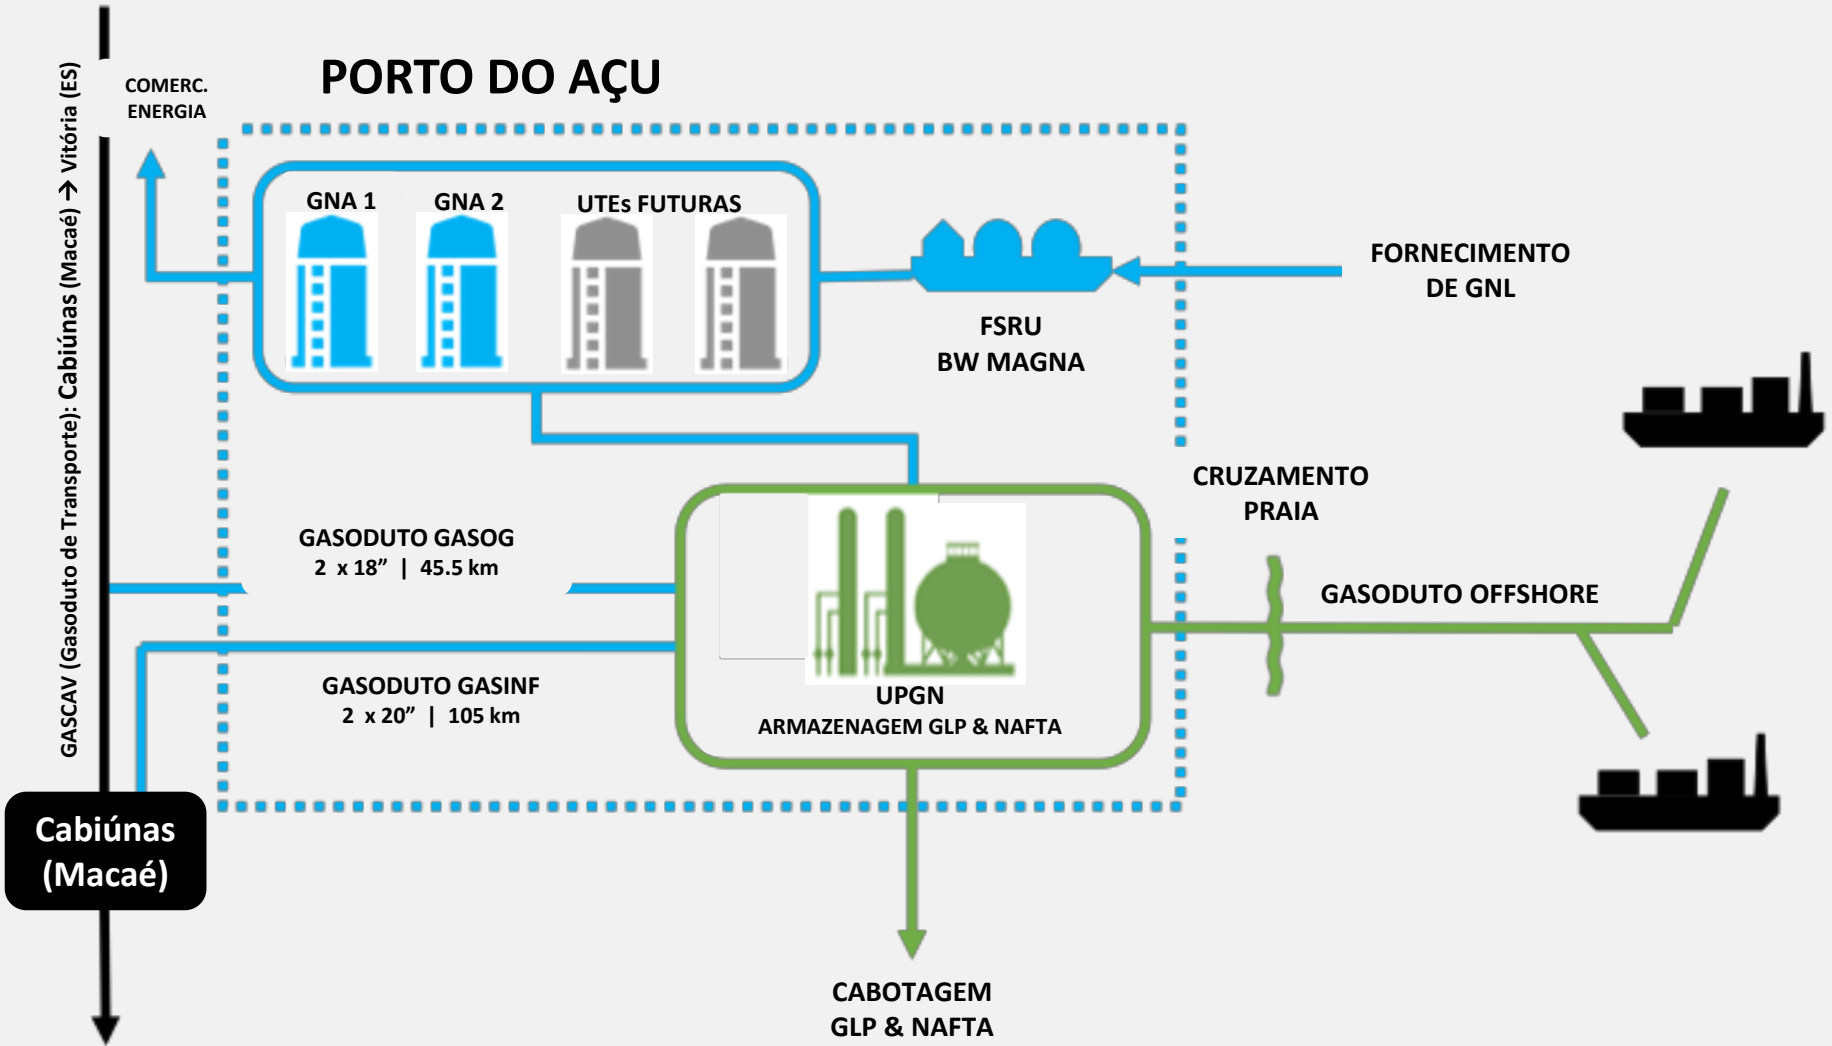 PORTO DO AÇU
COMERC.
ENERGIA
GASCAV (Gasoduto de Transporte): Cabiúnas (Macaé) → Vitória (ES)
GNA 1
GNA 2
UTEs FUTURAS
FORNECIMENTO
DE GNL
FSRU
BW MAGNA
CRUZAMENTO
PRAIA
GASODUTO GASOG
2 x 18” | 45.5 km
GASODUTO OFFSHORE
GASODUTO GASINF
2 x 20” | 105 km
UPGN
ARMAZENAGEM GLP & NAFTA
Cabiúnas
(Macaé)
CABOTAGEM
GLP & NAFTA